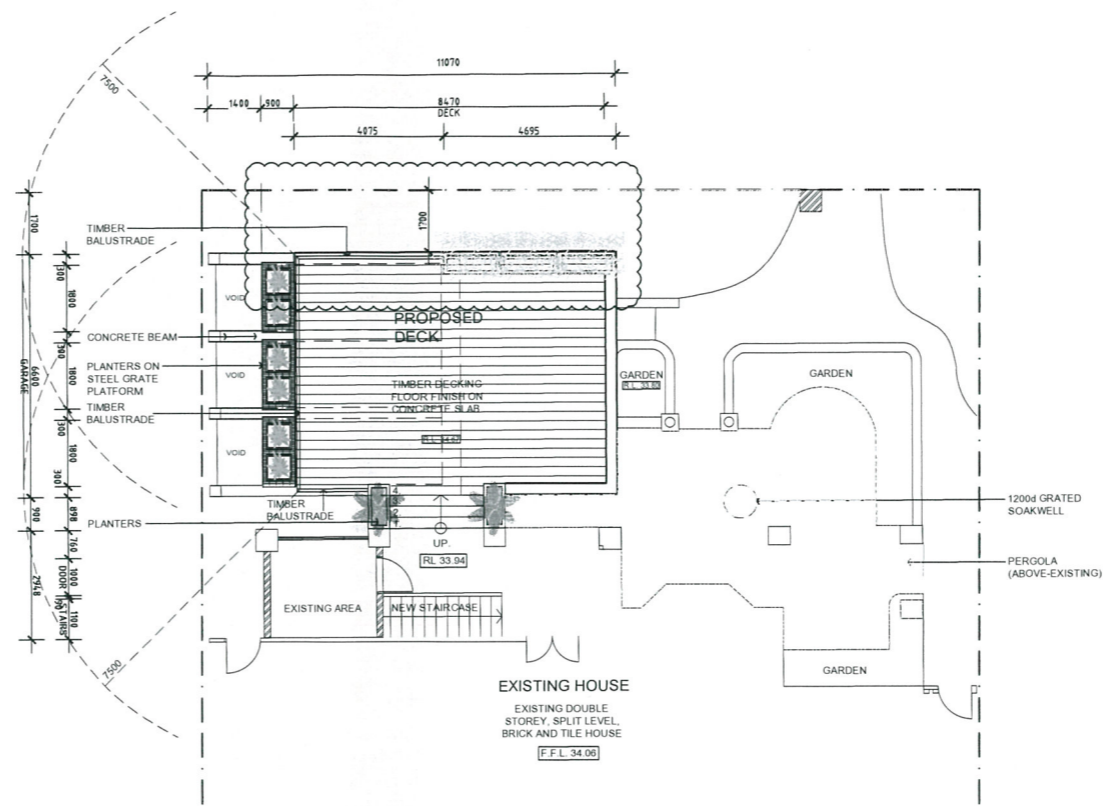 11070
1400
900
8470
DECK
4075
4695
7500
1700
1700
TIMBER
BALUSTRADE
VOID
CONCRETE BEAM
PROPOSED
DECK
PLANTERS ON
STEEL GRATE
PLATFORM
VOID
TIMBER DECKING
FLOOR FINISH ON
CONCRETE SLAB
TIMBER
BALUSTRADE
VOID
300
1800
300
1800
300
1800
300
GARAGE
6600
GARDEN
GARDEN
TIMBER
BALUSTRADE
PLANTERS
UP.
RL 33.94
1200d GRATED
SOAKWELL
PERGOLA
(ABOVE-EXISTING)
900
898
760
1000
DOOR
90
1100
STAIRS
2948
EXISTING AREA
NEW STAIRCASE
GARDEN
7500
EXISTING HOUSE
EXISTING DOUBLE
STOREY, SPLIT LEVEL,
BRICK AND TILE HOUSE
F.F.L. 34.06